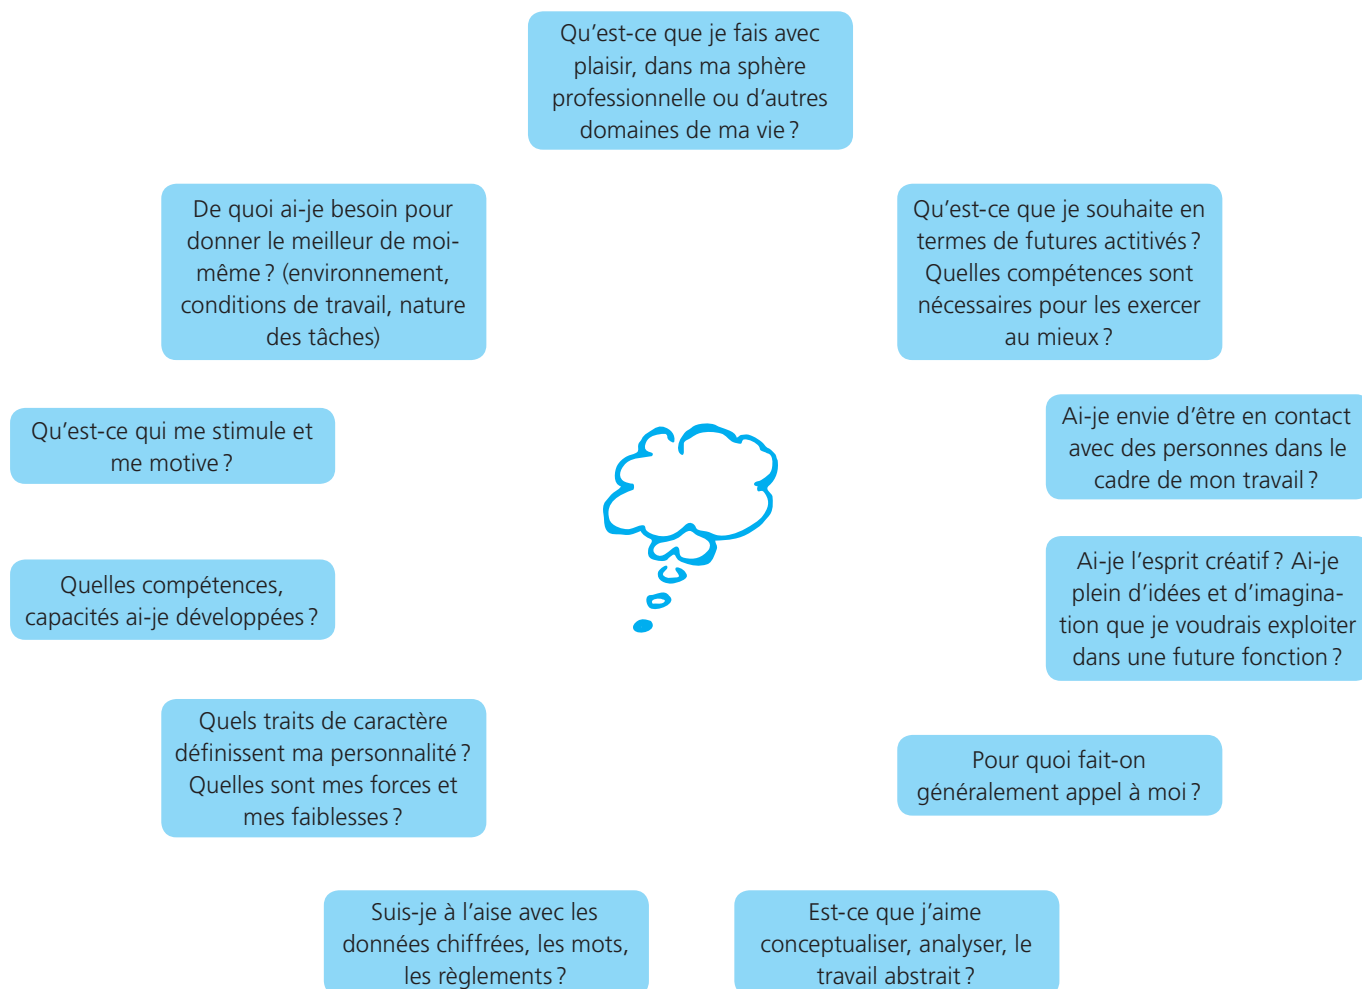 Qu’est-ce que je fais avec
plaisir, dans ma sphère
professionnelle ou d’autres
domaines de ma vie ?
De quoi ai-je besoin pour
donner le meilleur de moi-
même ? (environnement,
conditions de travail, nature
des tâches)
Qu’est-ce que je souhaite en
termes de futures actitivés ?
Quelles compétences sont
nécessaires pour les exercer
au mieux ?
Qu’est-ce qui me stimule et
me motive ?
Ai-je envie d’être en contact
avec des personnes dans le
cadre de mon travail ?
Quelles compétences,
capacités ai-je développées ?
Ai-je l’esprit créatif ? Ai-je
plein d’idées et d’imagina-
tion que je voudrais exploiter
dans une future fonction ?
Quels traits de caractère
définissent ma personnalité ?
Quelles sont mes forces et
mes faiblesses ?
Pour quoi fait-on
généralement appel à moi ?
Suis-je à l’aise avec les
données chiffrées, les mots,
les règlements ?
Est-ce que j’aime
conceptualiser, analyser, le
travail abstrait ?